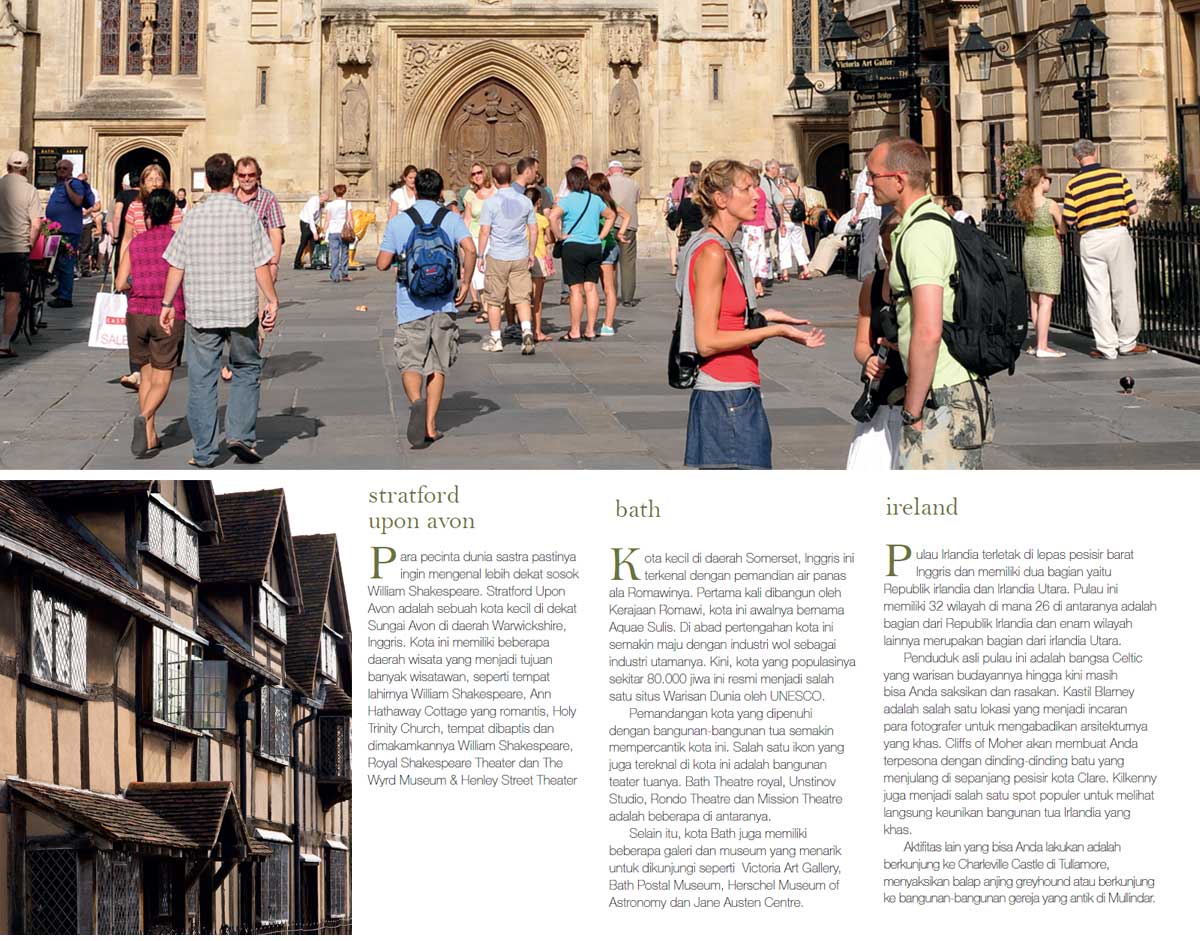 Victoria Art Gallery
Pulteney Bridge
BATH ABBEY
SALE
stratford
upon avon
Para pecinta dunia sastra pastinya
ingin mengenal lebih dekat sosok
William Shakespeare. Stratford Upon
Avon adalah sebuah kota kecil di dekat
Sungai Avon di daerah Warwickshire,
Inggris. Kota ini memiliki beberapa
daerah wisata yang menjadi tujuan
banyak wisatawan, seperti tempat
lahirnya William Shakespeare, Ann
Hathaway Cottage yang romantis, Holy
Trinity Church, tempat dibaptis dan
dimakamkannya William Shakespeare,
Royal Shakespeare Theater dan The
Wyrd Museum & Henley Street Theater
bath
Kota kecil di daerah Somerset, Inggris ini
terkenal dengan pemandian air panas
ala Romawinya. Pertama kali dibangun oleh
Kerajaan Romawi, kota ini awalnya bernama
Aquae Sulis. Di abad pertengahan kota ini
semakin maju dengan industri wol sebagai
industri utamanya. Kini, kota yang populasinya
sekitar 80.000 jiwa ini resmi menjadi salah
satu situs Warisan Dunia oleh UNESCO.
Pemandangan kota yang dipenuhi
dengan bangunan-bangunan tua semakin
mempercantik kota ini. Salah satu ikon yang
juga tereknal di kota ini adalah bangunan
teater tuanya. Bath Theatre royal, Unstinov
Studio, Rondo Theatre dan Mission Theatre
adalah beberapa di antaranya.
Selain itu, kota Bath juga memiliki
beberapa galeri dan museum yang menarik
untuk dikunjungi seperti Victoria Art Gallery,
Bath Postal Museum, Herschel Museum of
Astronomy dan Jane Austen Centre.
ireland
Pulau Irlandia terletak di lepas pesisir barat
Inggris dan memiliki dua bagian yaitu
Republik irlandia dan Irlandia Utara. Pulau ini
memiliki 32 wilayah di mana 26 di antaranya adalah
bagian dari Republik Irlandia dan enam wilayah
lainnya merupakan bagian dari irlandia Utara.
Penduduk asli pulau ini adalah bangsa Celtic
yang warisan budayannya hingga kini masih
bisa Anda saksikan dan rasakan. Kastil Blarney
adalah salah satu lokasi yang menjadi incaran
para fotografer untuk mengabadikan arsitekturnya
yang khas. Cliffs of Moher akan membuat Anda
terpesona dengan dinding-dinding batu yang
menjulang di sepanjang pesisir kota Clare. Kilkenny
juga menjadi salah satu spot populer untuk melihat
langsung keunikan bangunan tua Irlandia yang
khas.
Aktifitas lain yang bisa Anda lakukan adalah
berkunjung ke Charleville Castle di Tullamore,
menyaksikan balap anjing greyhound atau berkunjung
ke bangunan-bangunan gereja yang antik di Mullindar.